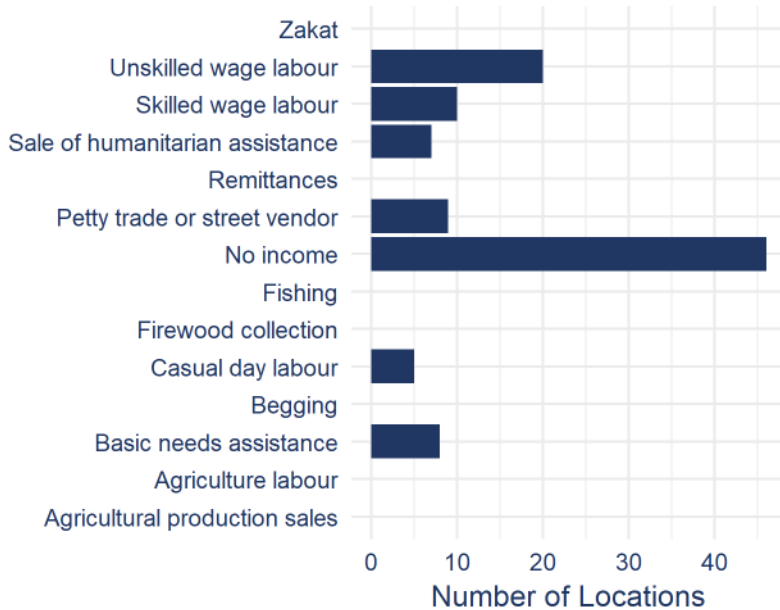 Zakat
Unskilled wage labour
Skilled wage labour
Sale of humanitarian assistance
Remittances
Petty trade or street vendor
No income
Fishing
Firewood collection
Casual day labour
Begging
Basic needs assistance
Agriculture labour
Agricultural production sales
0 10 20 30 40
Number of Locations